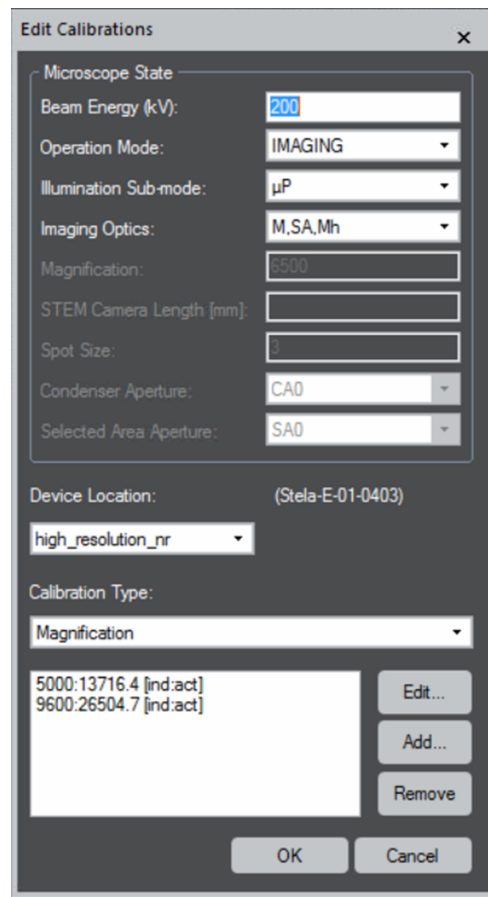 Edit Calibrations
Microscope State
Beam Energy (kV): 200
Operation Mode: IMAGING
Illumination Sub-mode: µP
Imaging Optics: M,SA,Mh
Magnification: 6500
STEM Camera Length [mm]:
Spot Size: 3
Condenser Aperture: CA0
Selected Area Aperture: SA0
Device Location: (Stela-E-01-0403)
high_resolution_nr
Calibration Type:
Magnification
5000:13716.4 [ind:act]
9600:26504.7 [ind:act]
Edit...
Add...
Remove
OK Cancel